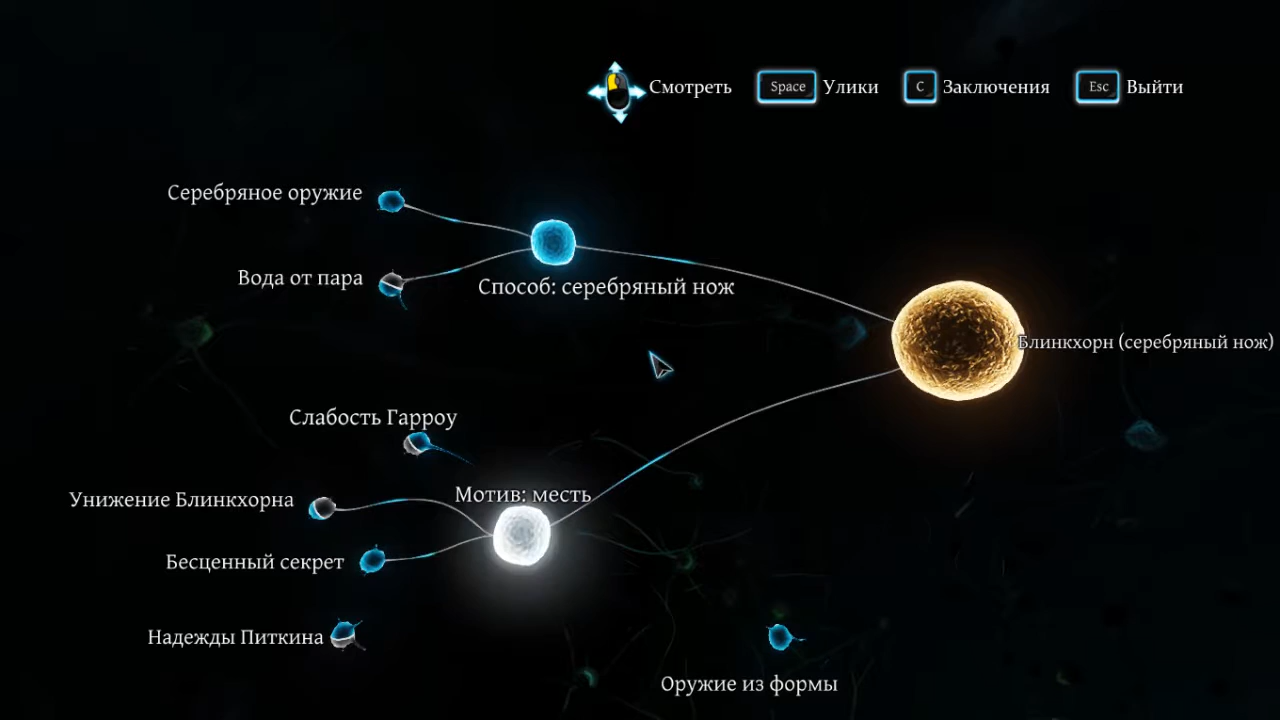 Смотреть
Space
Улики
C
Заключения
Esc
Выйти
Серебряное оружие
Вода от пара
Способ: серебряный нож
Блинкхорн (серебряный нож)
Слабость Гарроу
Мотив: месть
Унижение Блинкхорна
Бесценный секрет
Надежды Питкина
Оружие из формы